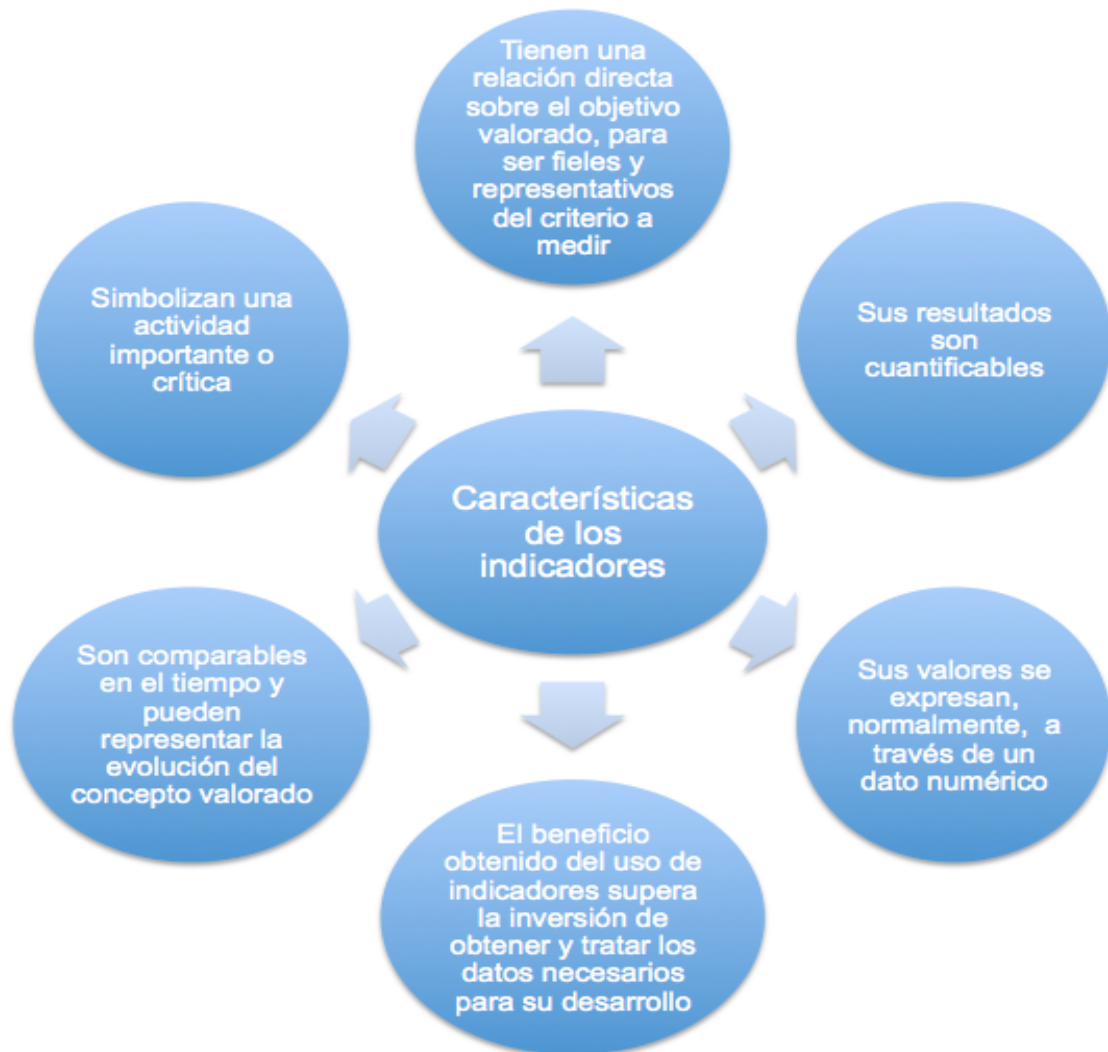 Tienen una
relación directa
sobre el objetivo
valorado, para
ser fieles y
representativos
del criterio a
medir
Simbolizan una
actividad
importante o
crítica
Sus resultados
son
cuantificables
Característícas
de los
indicadores
Son comparables
en el tiempo y
pueden
representar la
evolución del
concepto valorado
Sus valores se
expresan,
normalmente,  a
través de un
dato numérico
El beneficio
obtenido del uso de
indicadores supera
la inversión de
obtener y tratar los
datos necesarios
para su desarrollo